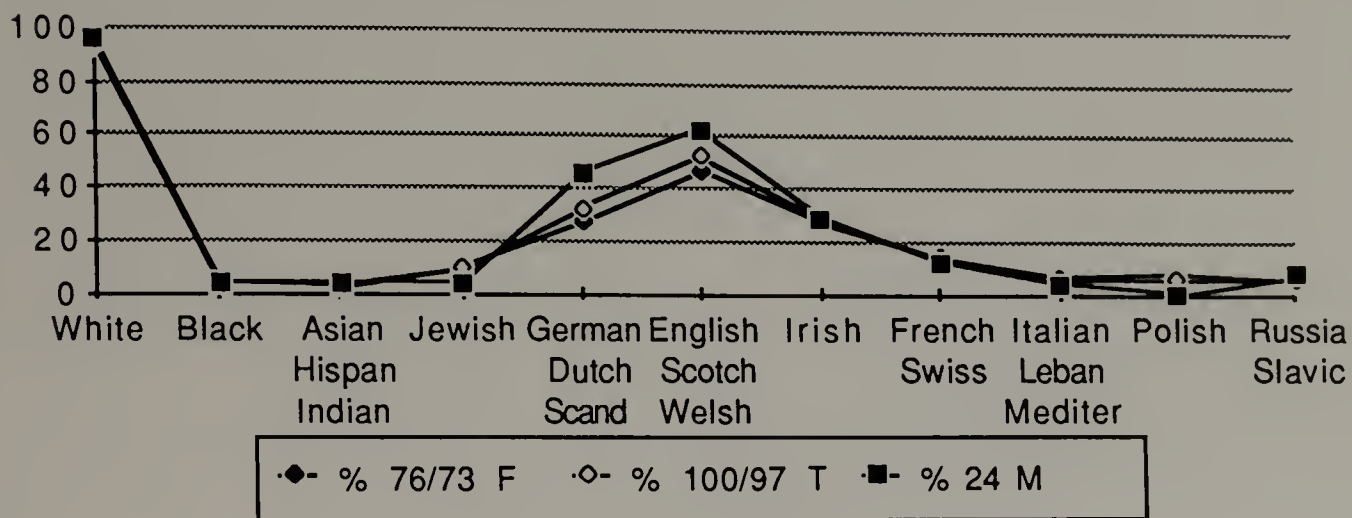 100
80
60
40
20
0
White Black Asian Jewish German English Irish French Italian Polish Russia
Hispan Dutch Scotch Swiss Leban Slavic
Indian Scand Welsh Mediter
% 76/73 F % 100/97 T % 24 M